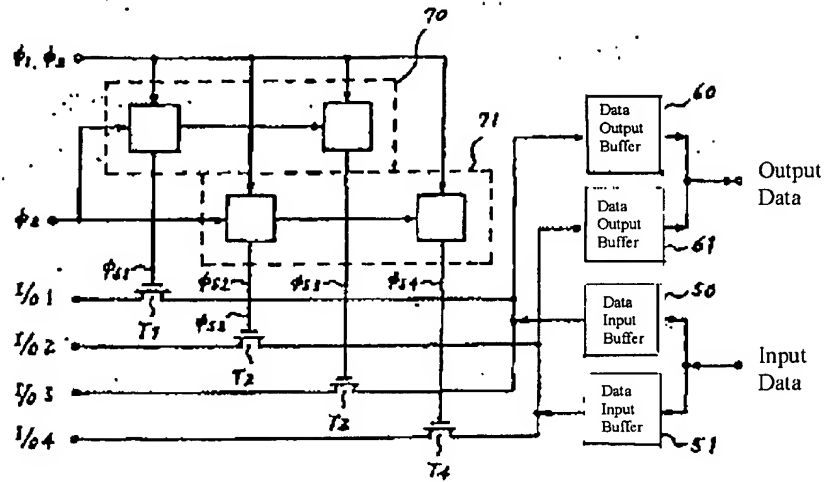 70
φ1, φ2
71
60
Data Output Buffer
Output Data
Data Output Buffer
61
φ2
φS1
φS2
φS3
φS4
φS2
I/O 1
T1
I/O 2
T2
I/O 3
T3
I/O 4
T4
50
Data Input Buffer
Input Data
Data Input Buffer
51